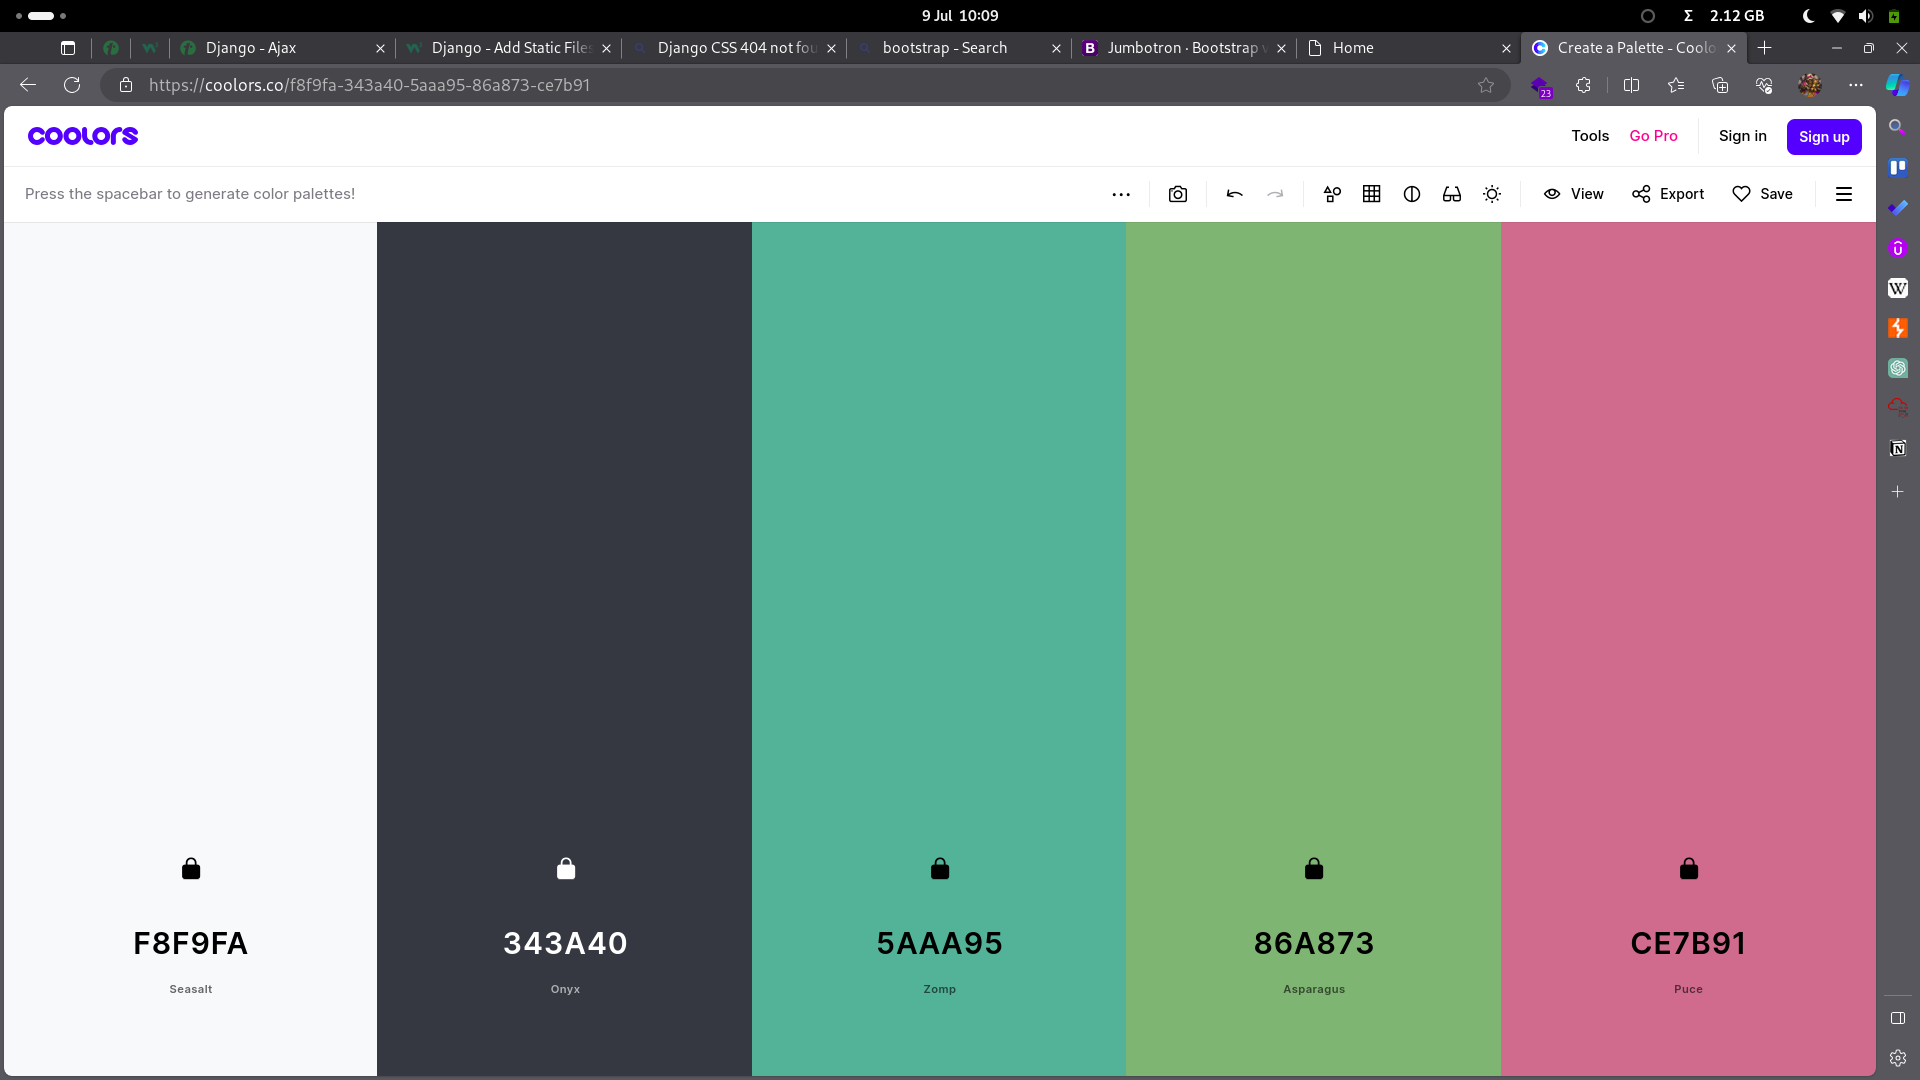 9 Jul 10:09
Σ 2.12 GB
Django - Ajax
Django - Add Static Files
Django CSS 404 not fou
bootstrap - Search
B
Jumbotron · Bootstrap v
Home
Create a Palette - Coolo
https://coolors.co/f8f9fa-343a40-5aaa95-86a873-ce7b91
23
coolors
Tools
Go Pro
Sign in
Sign up
Press the spacebar to generate color palettes!
View
Export
Save
W
F8F9FA
343A40
5AAA95
86A873
CE7B91
Seasalt
Onyx
Zomp
Asparagus
Puce